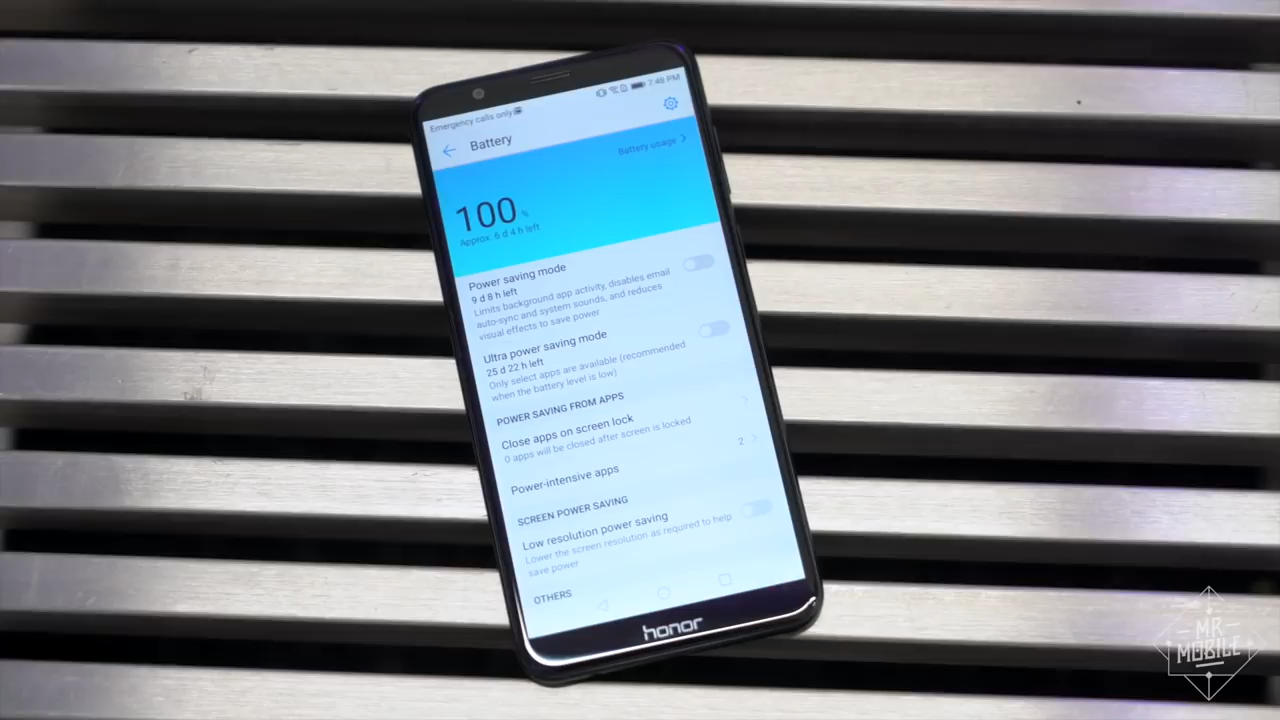 Emergency calls only
7:48 PM
Battery
Battery usage
100 %
Approx. 6 d 4 h left
Power saving mode
9 d 8 h left
Limits background app activity, disables email
auto-sync and system sounds, and reduces
visual effects to save power
Ultra power saving mode
25 d 22 h left
Only select apps are available (recommended
when the battery level is low)
POWER SAVING FROM APPS
Close apps on screen lock
0 apps will be closed after screen is locked
Power-intensive apps
2
SCREEN POWER SAVING
Low resolution power saving
Lower the screen resolution as required to help
save power
OTHERS
honor
MR
MOBILE